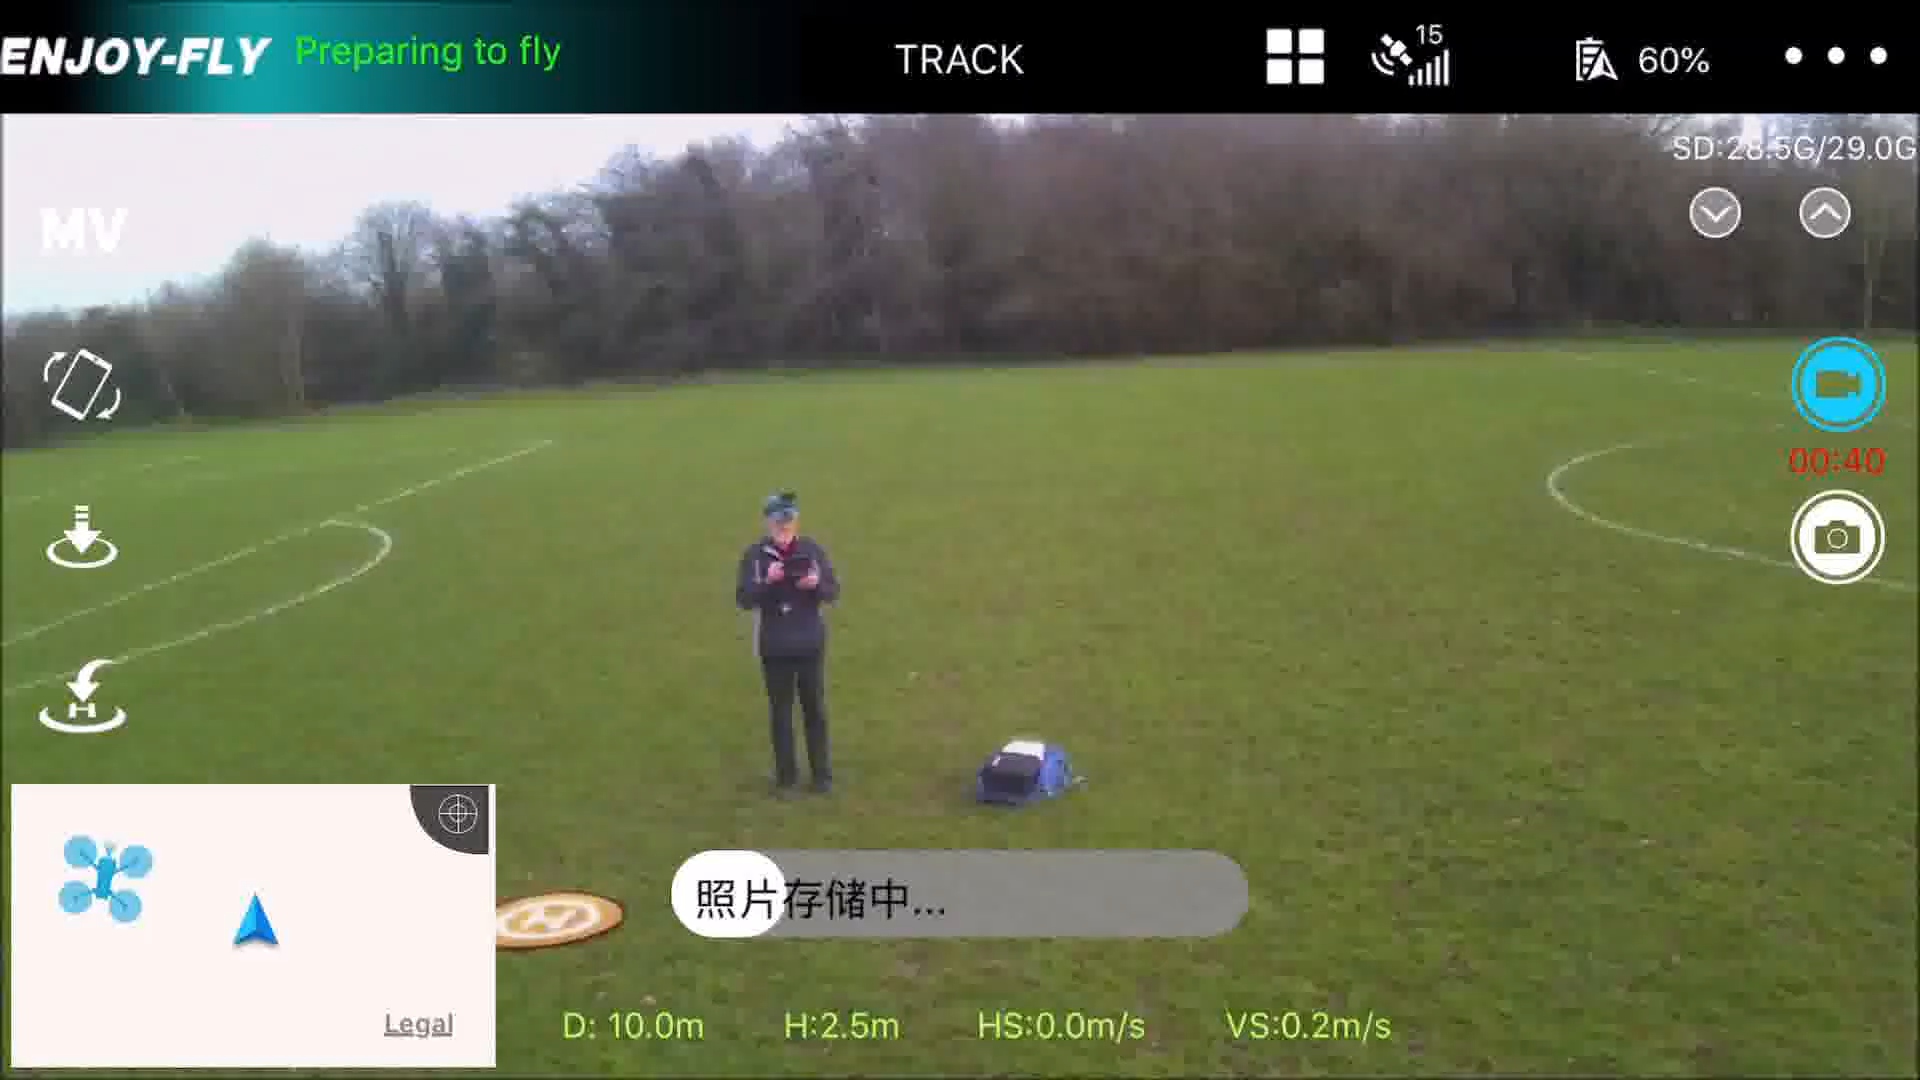 ENJOY-FLY Preparing to fly TRACK 15 60%
SD:28.5G/29.0G
MV
00:40
H
照片存储中...
Legal
D: 10.0m H:2.5m HS:0.0m/s VS:0.2m/s